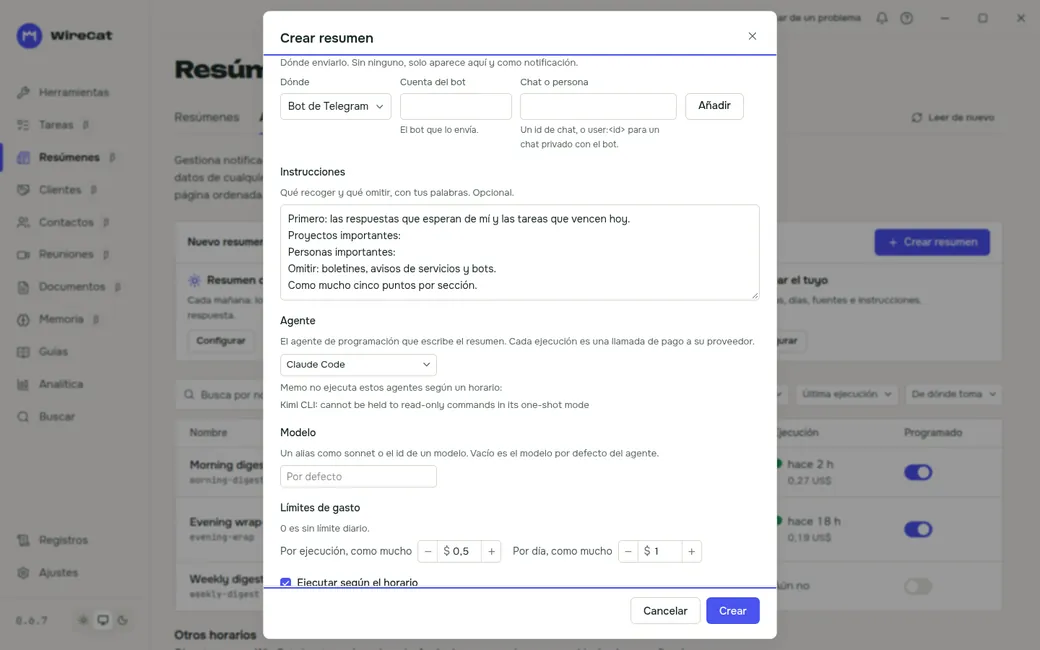 wirecat
Herramientas
Tareas β
Resúmenes β
Clientes β
Contactos β
Reuniones β
Documentos β
Memoria β
Guías
Analítica
Buscar
Registros
Ajustes
0.6.7
ar de un problema
Resúm
Resúmenes
Leer de nuevo
Gestiona notifica
datos de cualqui
página ordenada.
Nuevo resumen
Crear resumen
Resumen d
Cada mañana: lo
respuesta.
Configurar
ar el tuyo
s, días, fuentes e instrucciones.
urar
Busca por no
Última ejecución
De dónde toma
Nombre
Ejecución
Programado
Morning diges
morning-digest
hace 2 h
0,27 US$
Evening wrap
evening-wrap
hace 18 h
0,19 US$
Weekly digest
weekly-digest
Aún no
Otros horarios
Crear resumen
Dónde enviarlo. Sin ninguno, solo aparece aquí y como notificación.
Dónde
Cuenta del bot
Chat o persona
Bot de Telegram
Añadir
El bot que lo envía.
Un id de chat, o user:<id> para un
chat privado con el bot.
Instrucciones
Qué recoger y qué omitir, con tus palabras. Opcional.
Primero: las respuestas que esperan de mí y las tareas que vencen hoy.
Proyectos importantes:
Personas importantes:
Omitir: boletines, avisos de servicios y bots.
Como mucho cinco puntos por sección.
Agente
El agente de programación que escribe el resumen. Cada ejecución es una llamada de pago a su proveedor.
Claude Code
Memo no ejecuta estos agentes según un horario:
Kimi CLI: cannot be held to read-only commands in its one-shot mode
Modelo
Un alias como sonnet o el id de un modelo. Vacío es el modelo por defecto del agente.
Por defecto
Límites de gasto
0 es sin límite diario.
Por ejecución, como mucho − $ 0,5 + Por día, como mucho − $ 1 +
Ejecutar según el horario
Cancelar
Crear